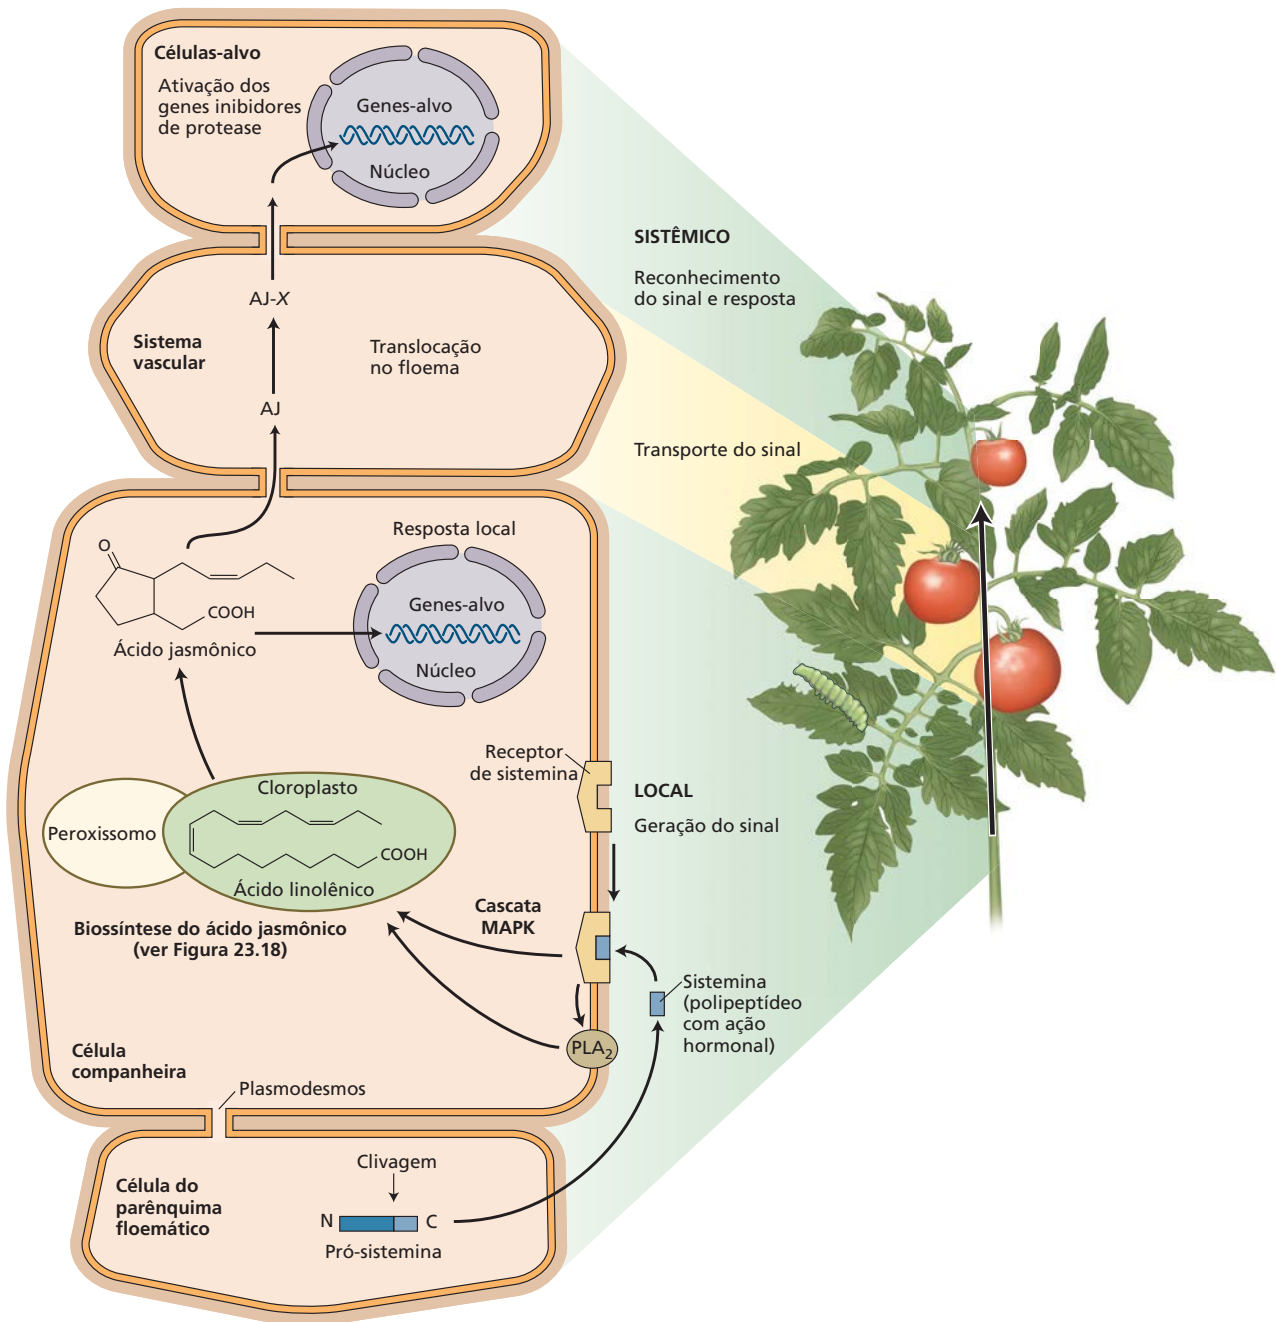 Células-alvo
Ativação dos
genes inibidores
de protease
Genes-alvo
Núcleo
SISTÊMICO
Reconhecimento
do sinal e resposta
AJ-X
Sistema
vascular
Translocação
no floema
AJ
Transporte do sinal
Resposta local
O
COOH
Ácido jasmônico
Genes-alvo
Núcleo
Receptor
de sistemina
LOCAL
Geração do sinal
Cloroplasto
Peroxissomo
COOH
Ácido linolênico
Cascata
MAPK
Biossíntese do ácido jasmônico
(ver Figura 23.18)
Sistemina
(polipeptídeo
com ação
hormonal)
PLA2
Célula
companheira
Plasmodesmos
Clivagem
Célula do
parênquima
floemático
N
C
Pró-sistemina